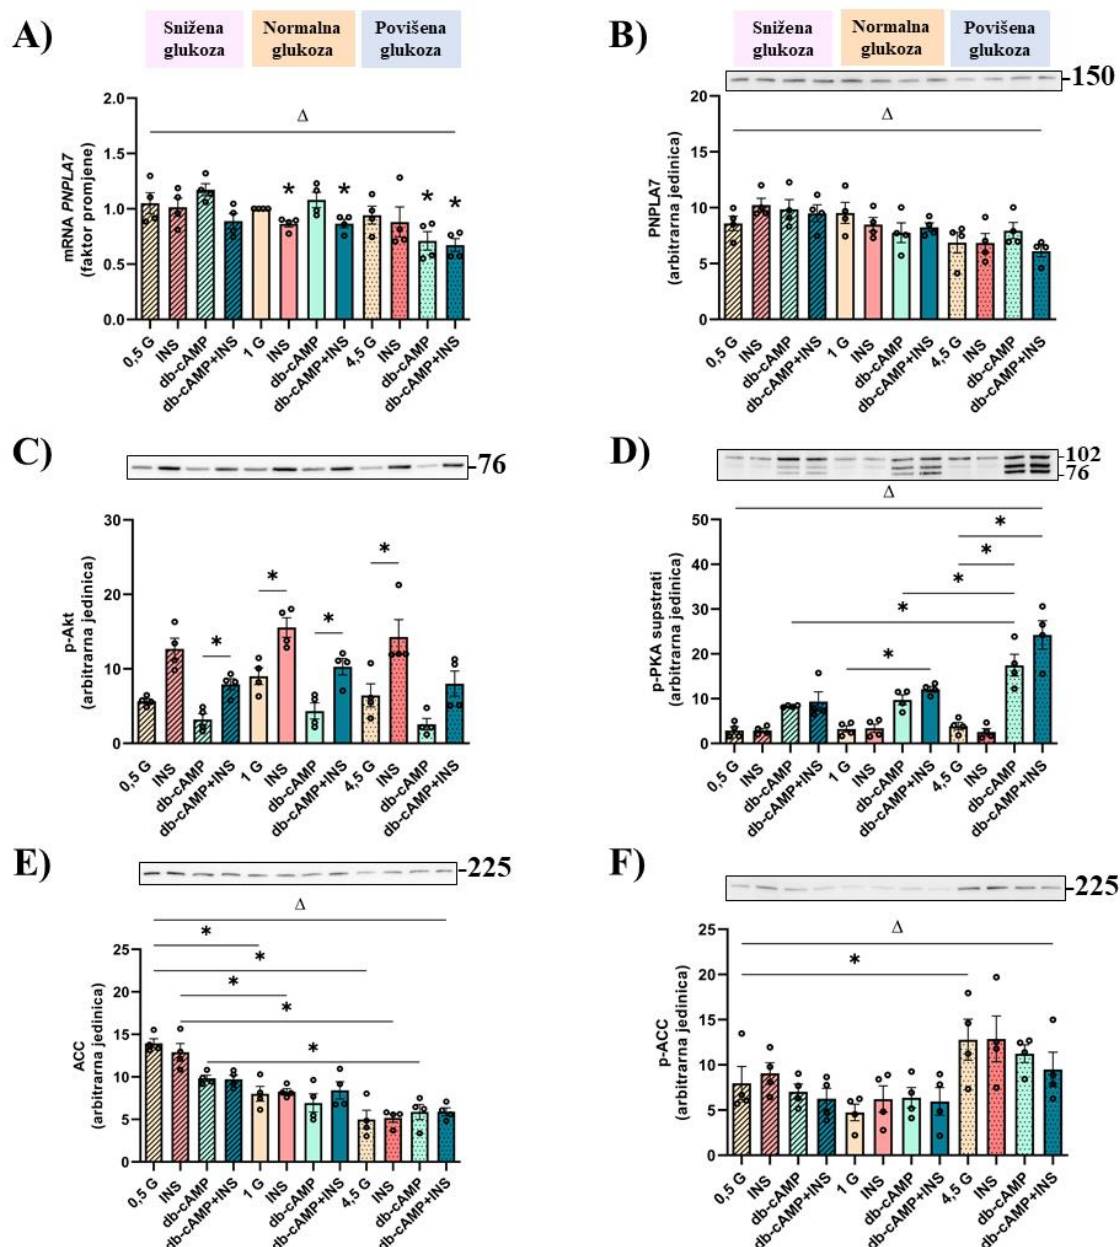 A)
Snižena
glukoza
Normalna
glukoza
Povišena
glukoza
mRNA PNPLA7
(faktor promjene)
2.0
1.5
1.0
0.5
0.0
Δ
*
*
*
*
0,5 G
INS
db-cAMP
db-cAMP+INS
1 G
INS
db-cAMP
db-cAMP+INS
4,5 G
INS
db-cAMP
db-cAMP+INS
B)
Snižena
glukoza
Normalna
glukoza
Povišena
glukoza
-150
PNPLA7
(arbitrarna jedinica)
20
15
10
5
0
Δ
0,5 G
INS
db-cAMP
db-cAMP+INS
1 G
INS
db-cAMP
db-cAMP+INS
4,5 G
INS
db-cAMP
db-cAMP+INS
C)
-76
p-Akt
(arbitrarna jedinica)
30
20
10
0
*
*
*
*
0,5 G
INS
db-cAMP
db-cAMP+INS
1 G
INS
db-cAMP
db-cAMP+INS
4,5 G
INS
db-cAMP
db-cAMP+INS
D)
-102
-76
p-PKA supstrati
(arbitrarna jedinica)
50
40
30
20
10
0
Δ
*
*
*
*
*
0,5 G
INS
db-cAMP
db-cAMP+INS
1 G
INS
db-cAMP
db-cAMP+INS
4,5 G
INS
db-cAMP
db-cAMP+INS
E)
-225
ACC
(arbitrarna jedinica)
25
20
15
10
5
0
Δ
*
*
*
*
*
0,5 G
INS
db-cAMP
db-cAMP+INS
1 G
INS
db-cAMP
db-cAMP+INS
4,5 G
INS
db-cAMP
db-cAMP+INS
F)
-225
p-ACC
(arbitrarna jedinica)
25
20
15
10
5
0
Δ
*
0,5 G
INS
db-cAMP
db-cAMP+INS
1 G
INS
db-cAMP
db-cAMP+INS
4,5 G
INS
db-cAMP
db-cAMP+INS